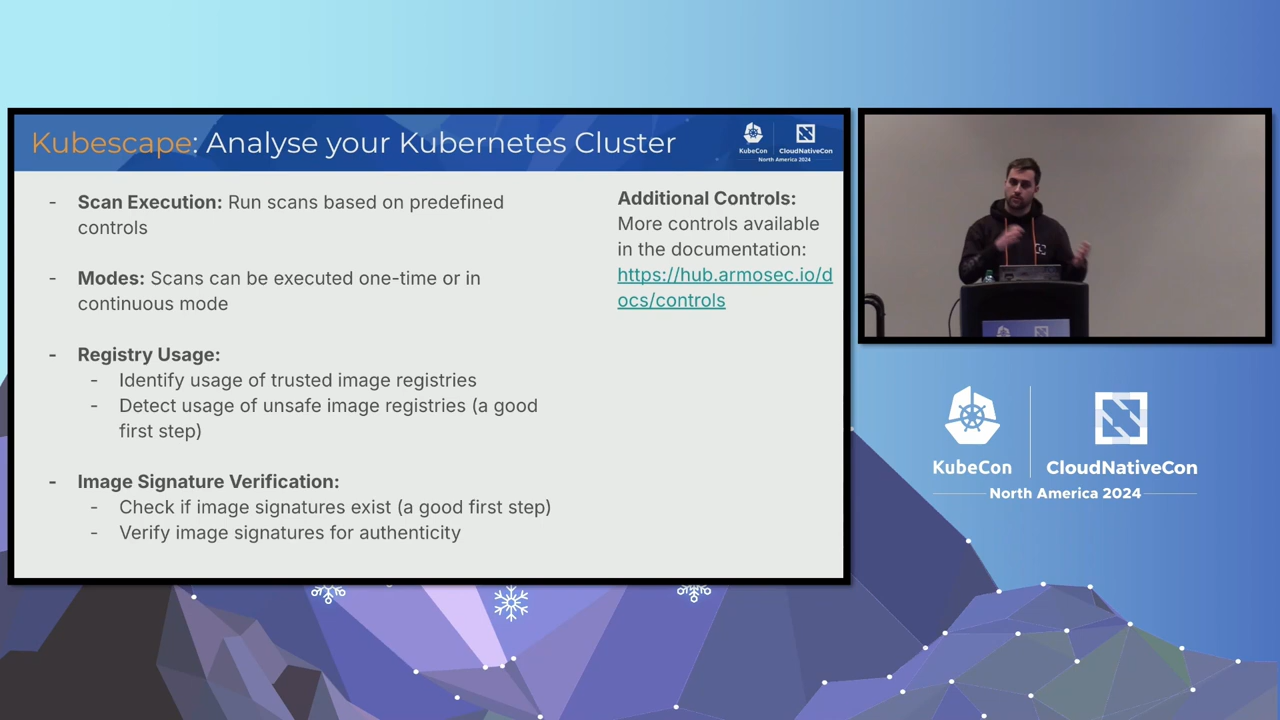 Kubescape: Analyse your Kubernetes Cluster
KubeCon
CloudNativeCon
North America 2024
- Scan Execution: Run scans based on predefined
controls
- Modes: Scans can be executed one-time or in
continuous mode
- Registry Usage:
- Identify usage of trusted image registries
- Detect usage of unsafe image registries (a good
first step)
- Image Signature Verification:
- Check if image signatures exist (a good first step)
- Verify image signatures for authenticity
Additional Controls:
More controls available
in the documentation:
https://hub.armosec.io/d
ocs/controls
KubeCon
CloudNativeCon
North America 2024